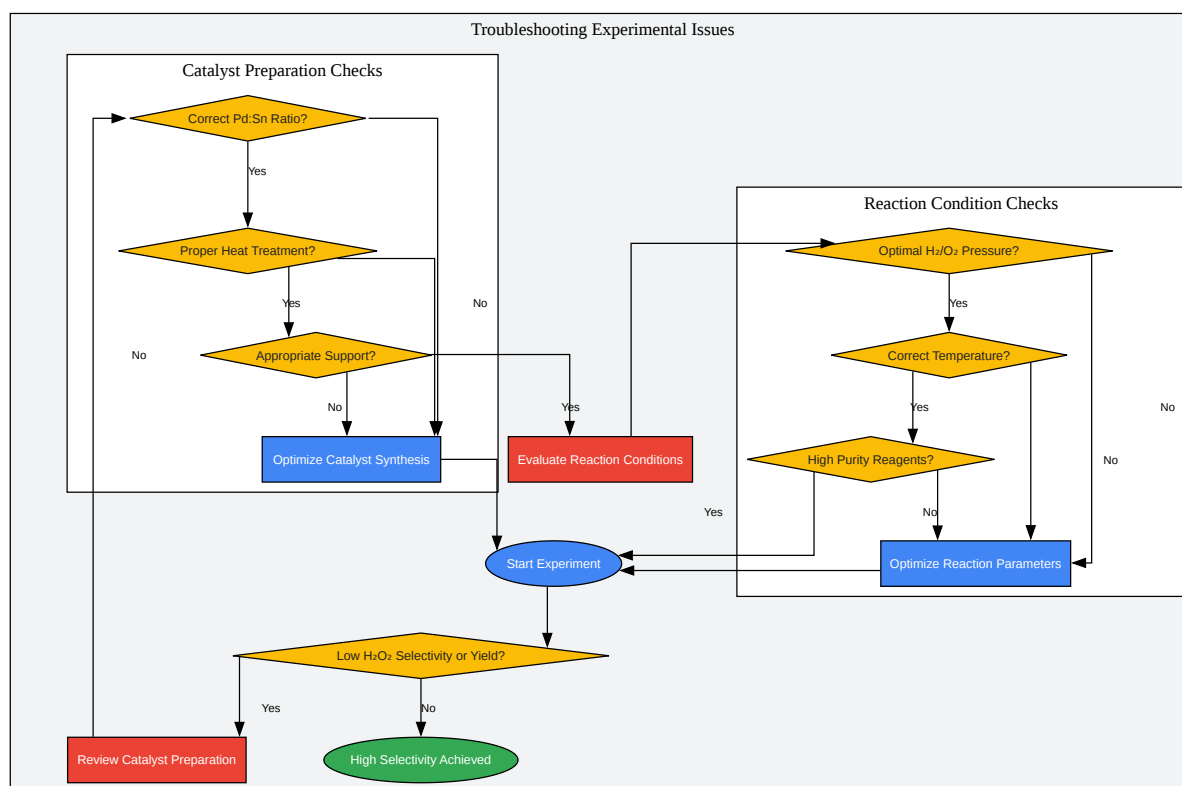 Troubleshooting Experimental Issues
Catalyst Preparation Checks
Correct Pd:Sn Ratio?
Yes
Proper Heat Treatment?
Yes
No
No
Appropriate Support?
No
Yes
Optimize Catalyst Synthesis
Evaluate Reaction Conditions
Reaction Condition Checks
Optimal H₂/O₂ Pressure?
Yes
Correct Temperature?
Yes
No
High Purity Reagents?
No
Yes
No
Optimize Reaction Parameters
Start Experiment
Low H₂O₂ Selectivity or Yield?
Yes
No
Review Catalyst Preparation
High Selectivity Achieved